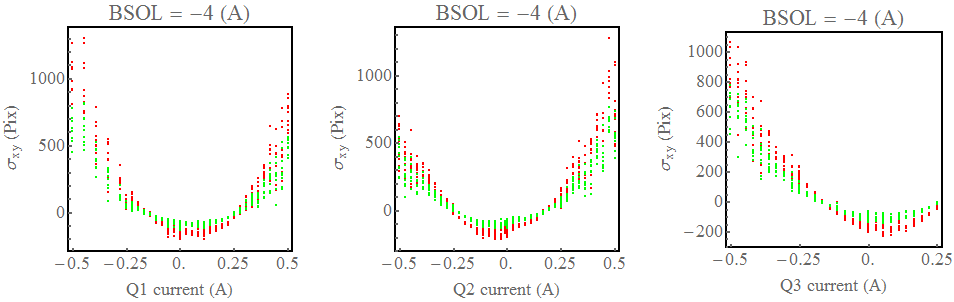 BSOL = −4 (A)
σxy (Pix)
1000
500
0
−0.5 −0.25 0. 0.25 0.5
Q1 current (A)
BSOL = −4 (A)
σxy (Pix)
1000
500
0
−0.5 −0.25 0. 0.25 0.5
Q2 current (A)
BSOL = −4 (A)
σxy (Pix)
1000
800
600
400
200
0
−200
−0.5 −0.25 0. 0.25
Q3 current (A)